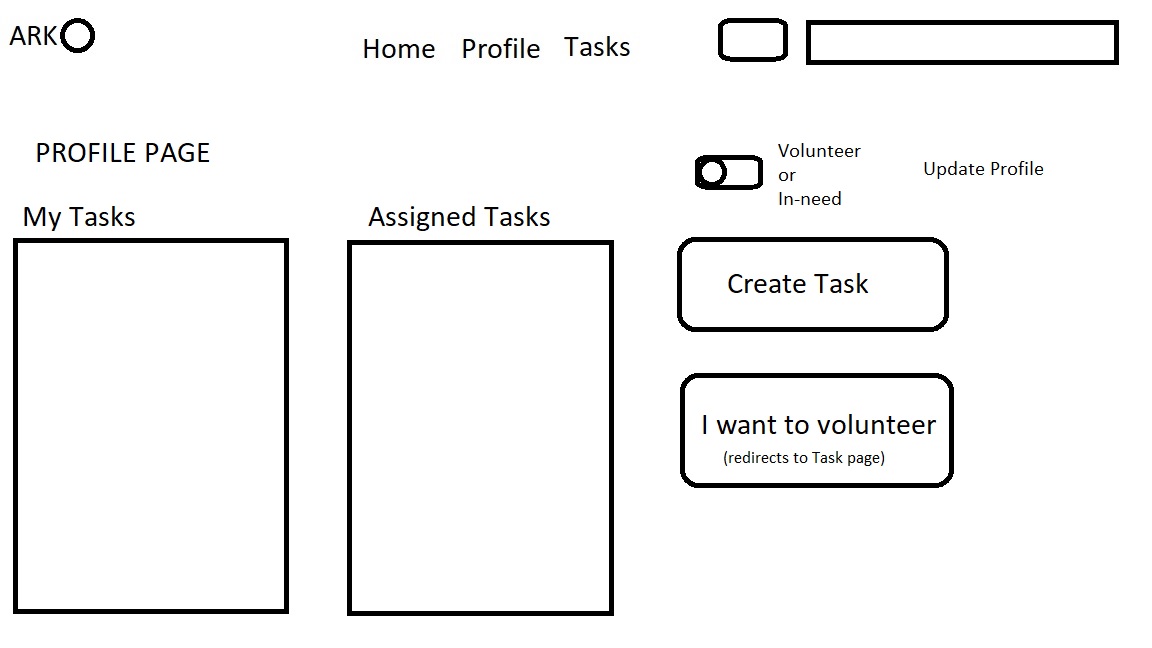 ARK
Home Profile Tasks
PROFILE PAGE
Volunteer
or
In-need
Update Profile
My Tasks
Assigned Tasks
Create Task
I want to volunteer
(redirects to Task page)